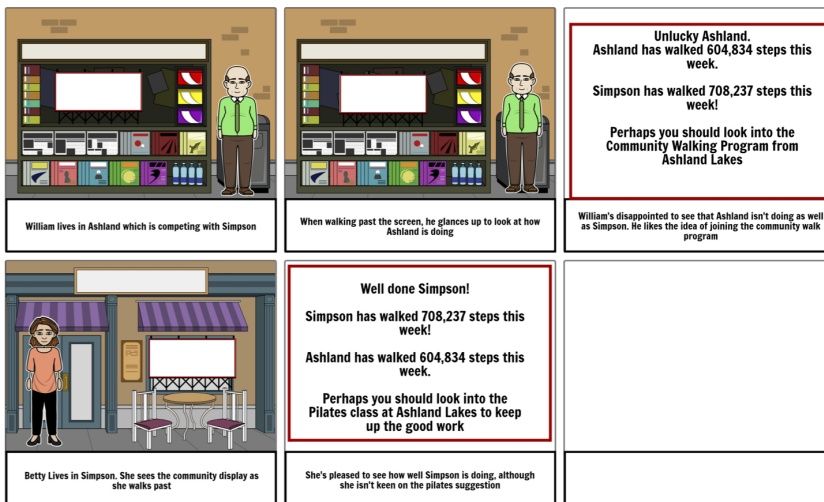 William lives in Ashland which is competing with Simpson
When walking past the screen, he glances up to look at how
Ashland is doing
Unlucky Ashland.
Ashland has walked 604,834 steps this
week.
Simpson has walked 708,237 steps this
week!
Perhaps you should look into the
Community Walking Program from
Ashland Lakes
William's disappointed to see that Ashland isn't doing as well
as Simpson. He likes the idea of joining the community walk
program
Betty Lives in Simpson. She sees the community display as
she walks past
Well done Simpson!
Simpson has walked 708,237 steps this
week!
Ashland has walked 604,834 steps this
week.
Perhaps you should look into the
Pilates class at Ashland Lakes to keep
up the good work
She's pleased to see how well Simpson is doing, although
she isn't keen on the pilates suggestion